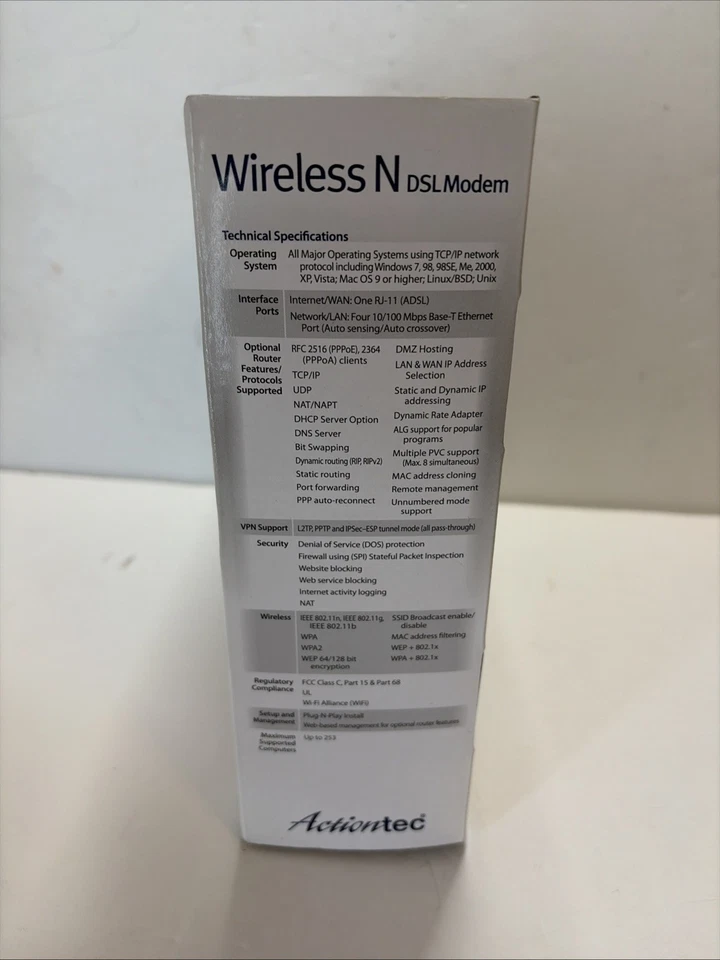 Wireless N DSL Modem
Technical Specifications
Operating System
All Major Operating Systems using TCP/IP network
protocol including Windows 7, 98, 98SE, Me, 2000,
XP, Vista; Mac OS 9 or higher; Linux/BSD; Unix
Interface Ports
Internet/WAN: One RJ-11 (ADSL)
Network/LAN: Four 10/100 Mbps Base-T Ethernet
Port (Auto sensing/Auto crossover)
Optional
Router
Features/
Protocols
Supported
RFC 2516 (PPPoE), 2364
(PPPoA) clients
TCP/IP
UDP
NAT/NAPT
DHCP Server Option
DNS Server
Bit Swapping
Dynamic routing (RIP, RIPv2)
Static routing
Port forwarding
PPP auto-reconnect
DMZ Hosting
LAN & WAN IP Address
Selection
Static and Dynamic IP
addressing
Dynamic Rate Adapter
ALG support for popular
programs
Multiple PVC support
(Max. 8 simultaneous)
MAC address cloning
Remote management
Unnumbered mode
support
VPN Support
L2TP, PPTP and IPSec–ESP tunnel mode (all pass-through)
Security
Denial of Service (DOS) protection
Firewall using (SPI) Stateful Packet Inspection
Website blocking
Web service blocking
Internet activity logging
NAT
Wireless
IEEE 802.11n, IEEE 802.11g,
IEEE 802.11b
WPA
WPA2
WEP 64/128 bit
encryption
SSID Broadcast enable/
disable
MAC address filtering
WEP + 802.1x
WPA + 802.1x
Regulatory
Compliance
FCC Class C, Part 15 & Part 68
UL
Wi-Fi Alliance (WiFi)
Setup and
Management
Plug-N-Play install
Web-based management for optional router features
Maximum
Supported
Computers
Up to 253
Actiontec®